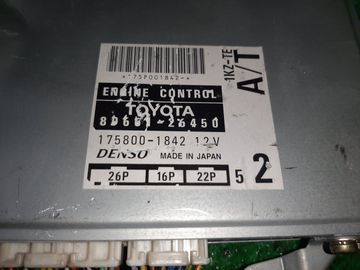 *175P001842*
ENGINE CONTROL
TOYOTA
89661-26450
175800-1842 12V
DENSO MADE IN JAPAN
26P 16P 22P 5 2
1KZ-TE
A/T